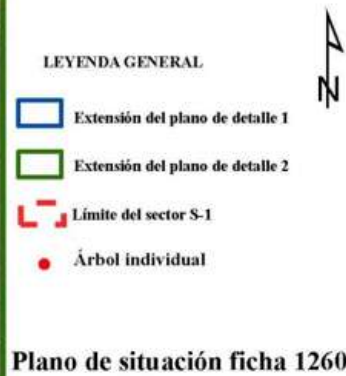 LEYENDA GENERAL
N
Extensión del plano de detalle 1
Extensión del plano de detalle 2
Límite del sector S-1
Árbol individual
Plano de situación ficha 1260